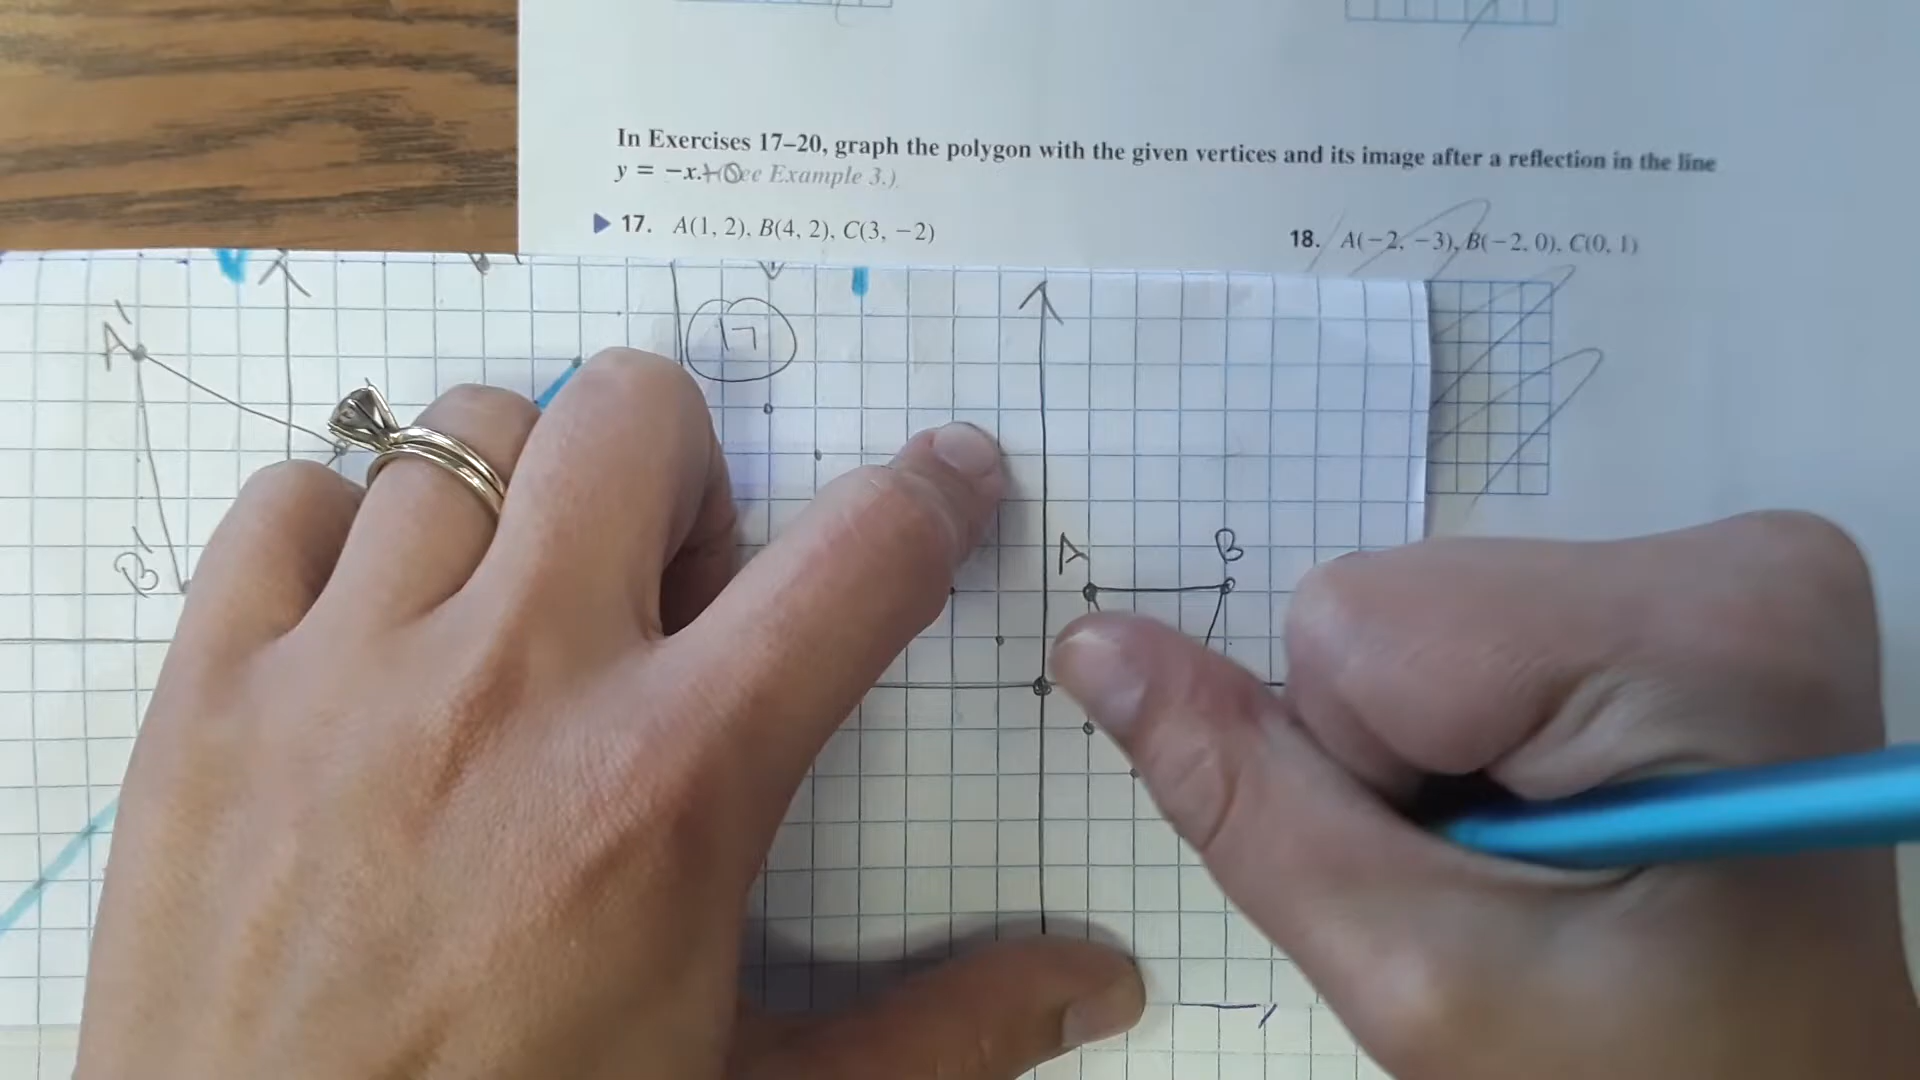 In Exercises 17–20, graph the polygon with the given vertices and its image after a reflection in the line
y = −x.+0 See Example 3.)
17. A(1, 2), B(4, 2), C(3, −2)
18. A(−2, −3), B(−2, 0), C(0, 1)
17
A'
B'
A
B